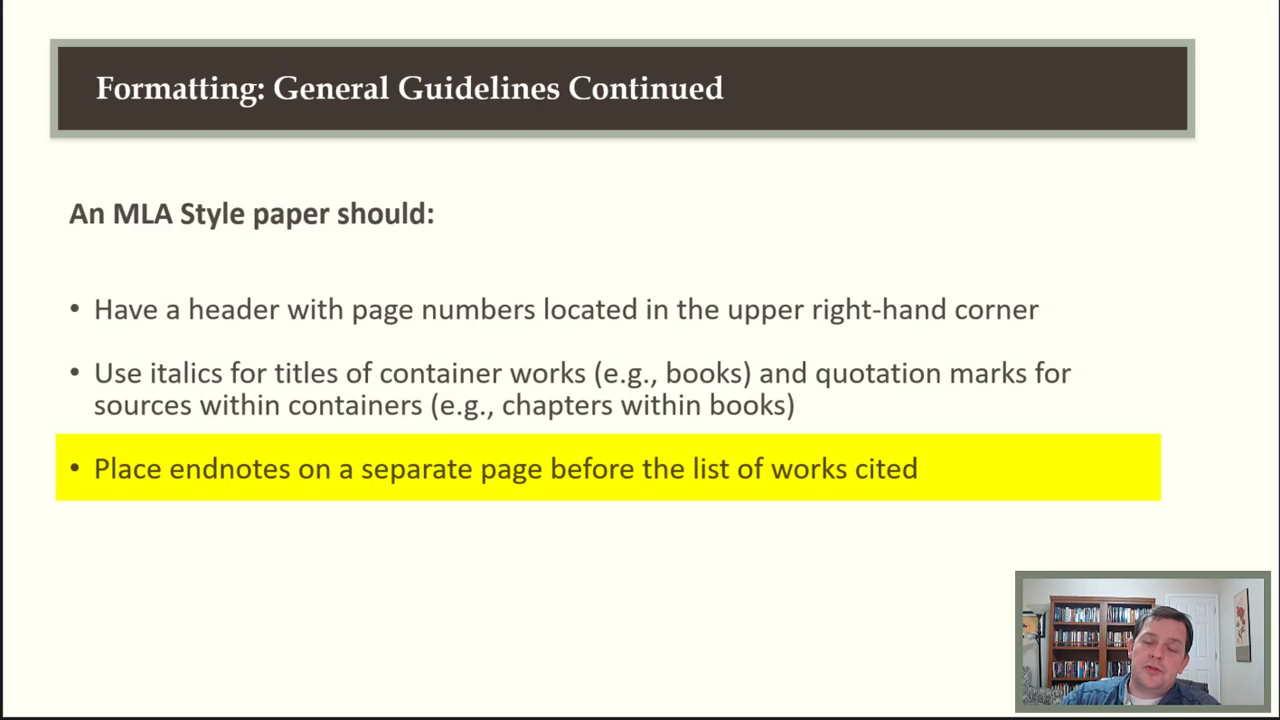 Formatting: General Guidelines Continued
An MLA Style paper should:
• Have a header with page numbers located in the upper right-hand corner
• Use italics for titles of container works (e.g., books) and quotation marks for
sources within containers (e.g., chapters within books)
• Place endnotes on a separate page before the list of works cited